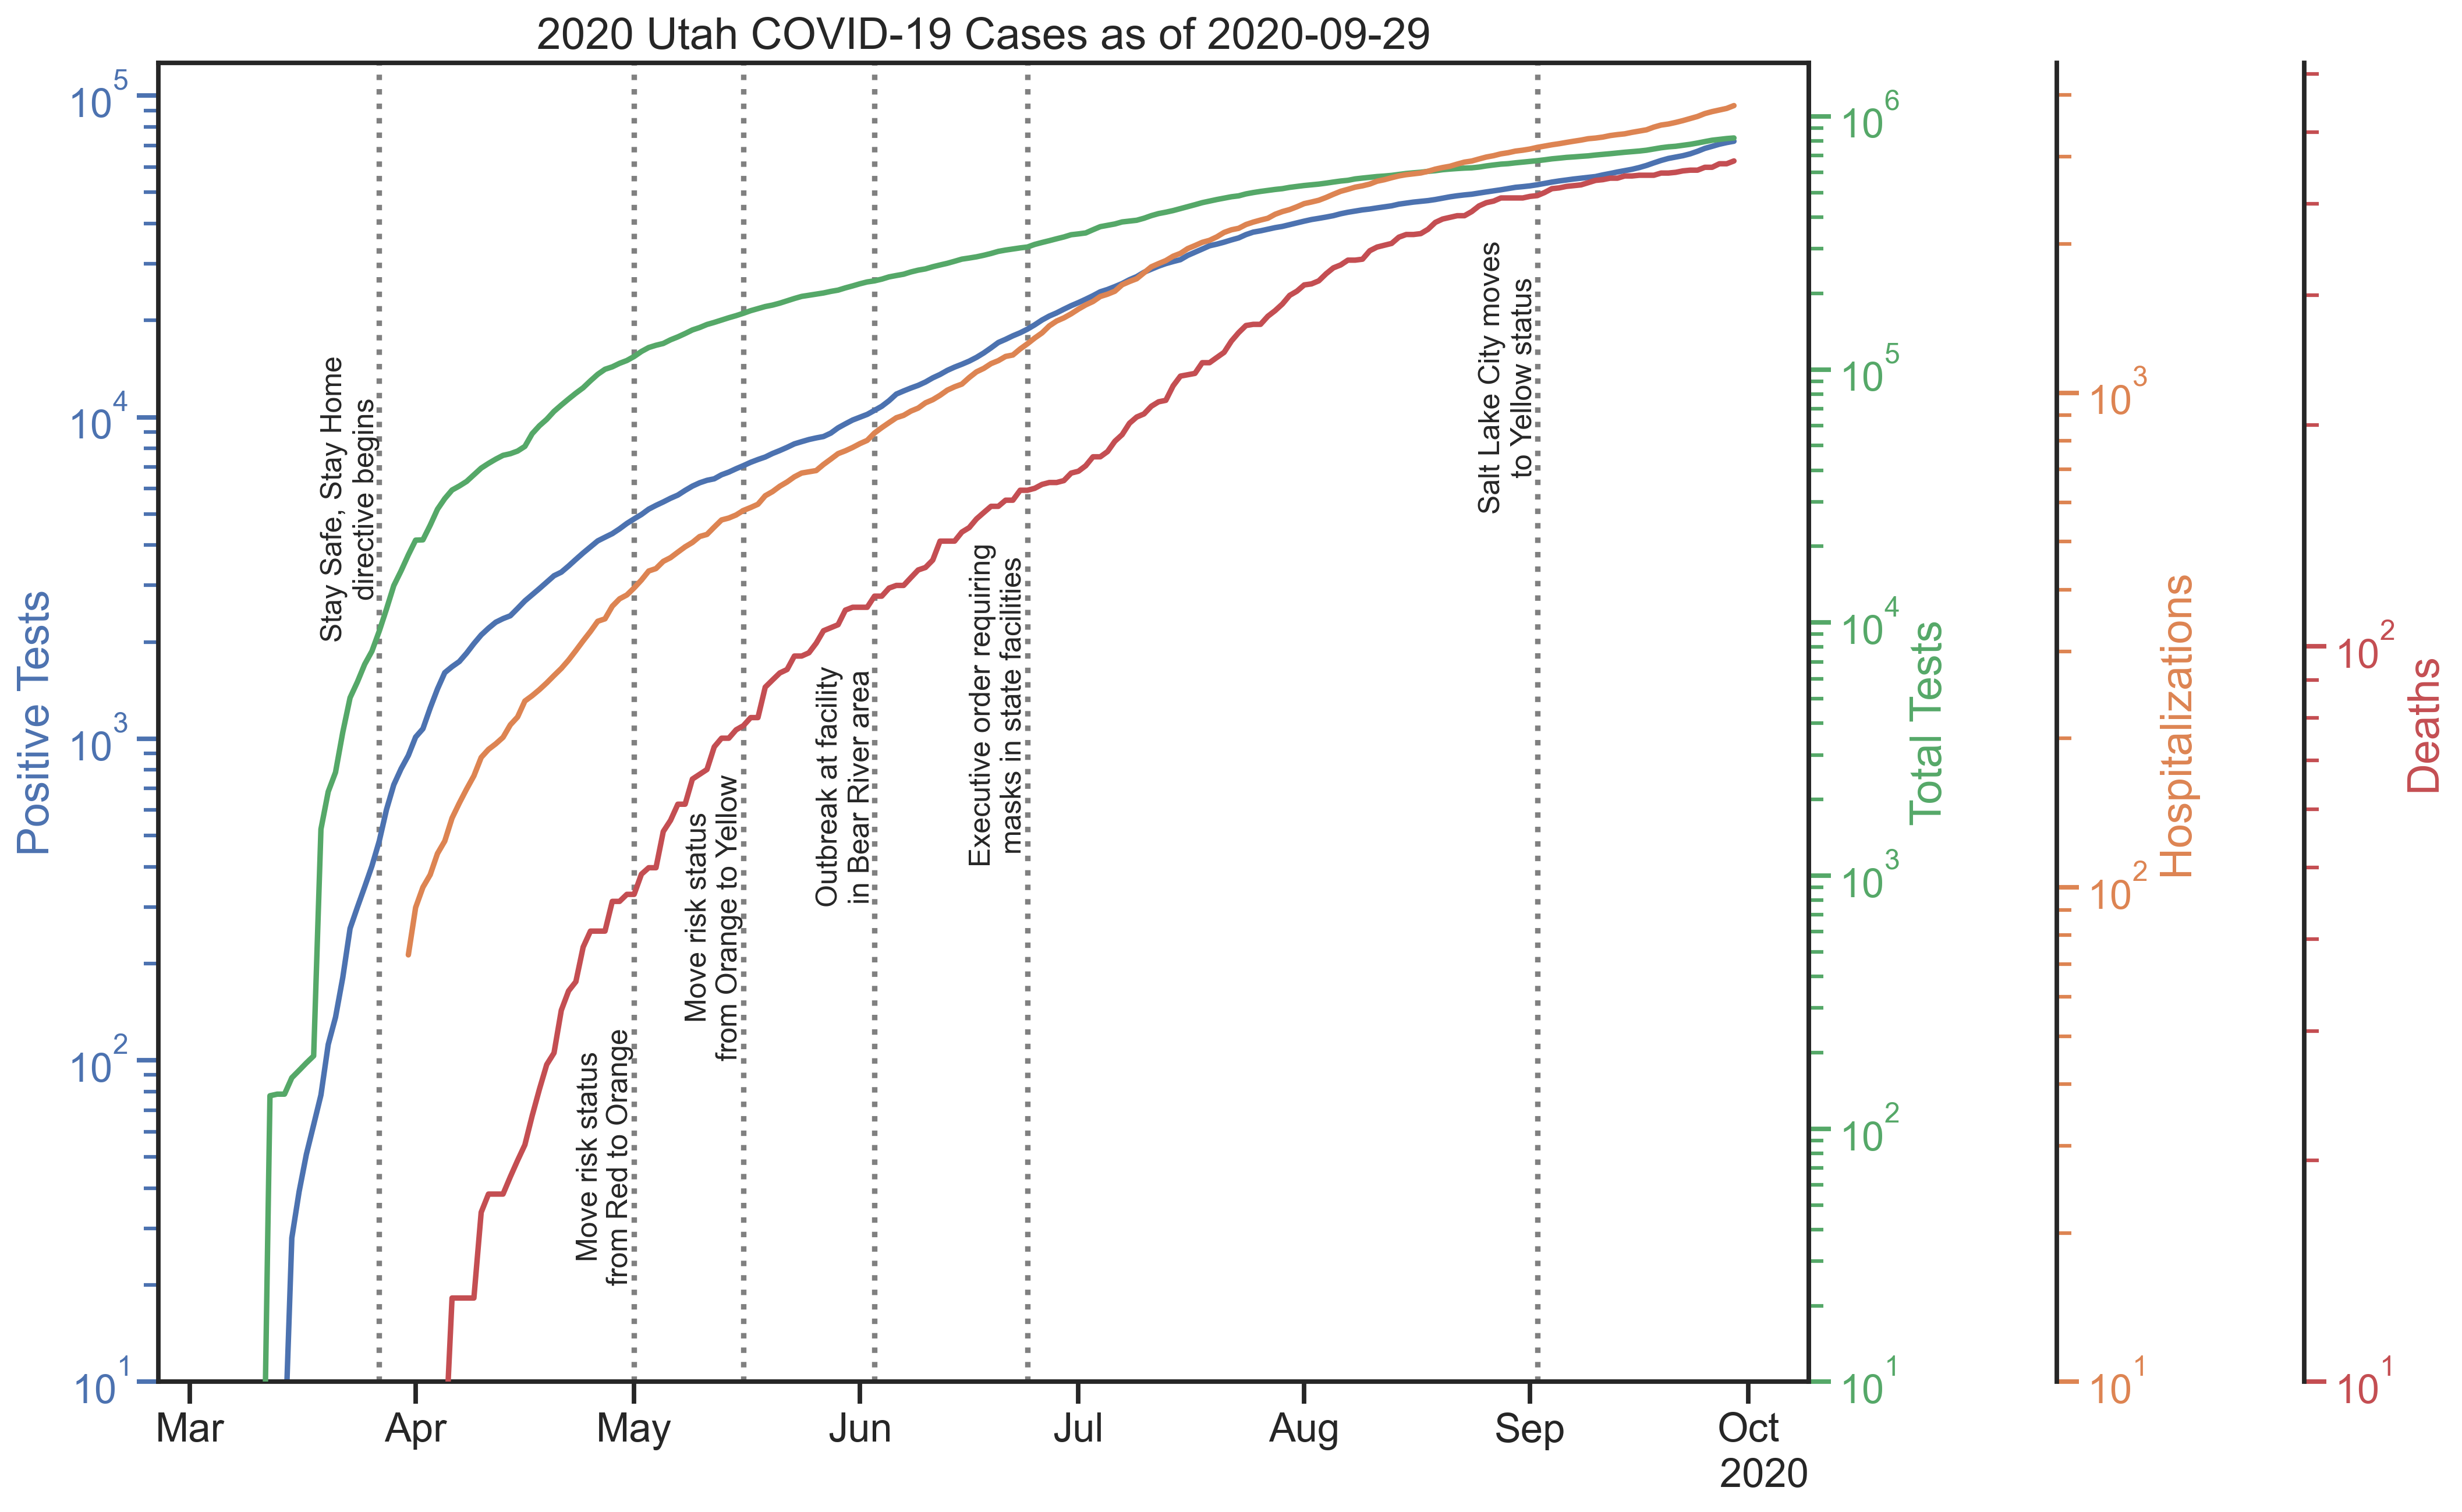 2020 Utah COVID-19 Cases as of 2020-09-29
Positive Tests
10^5
10^4
10^3
10^2
10^1
Stay Safe, Stay Home
directive begins
Move risk status
from Red to Orange
Move risk status
from Orange to Yellow
Outbreak at facility
in Bear River area
Executive order requiring
masks in state facilities
Salt Lake City moves
to Yellow status
10^6
10^5
10^4
10^3
10^2
10^1
Total Tests
10^3
10^2
10^1
Hospitalizations
10^2
10^1
Deaths
Mar Apr May Jun Jul Aug Sep Oct
2020